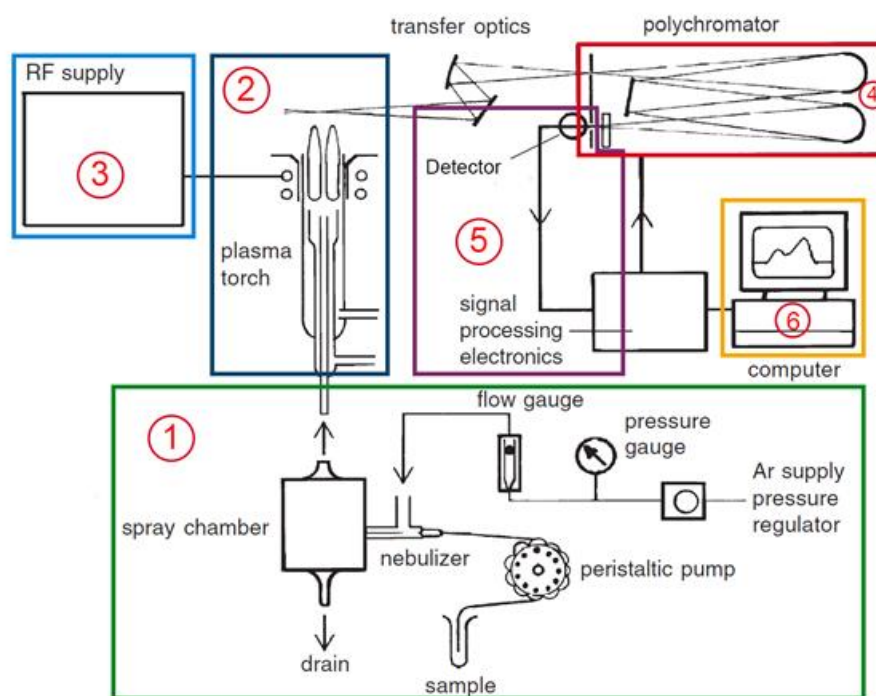 transfer optics
polychromator
RF supply
2
4
3
Detector
plasma
torch
5
signal
processing
electronics
6
computer
1
flow gauge
pressure
gauge
Ar supply
pressure
regulator
spray chamber
nebulizer
peristaltic pump
drain
sample